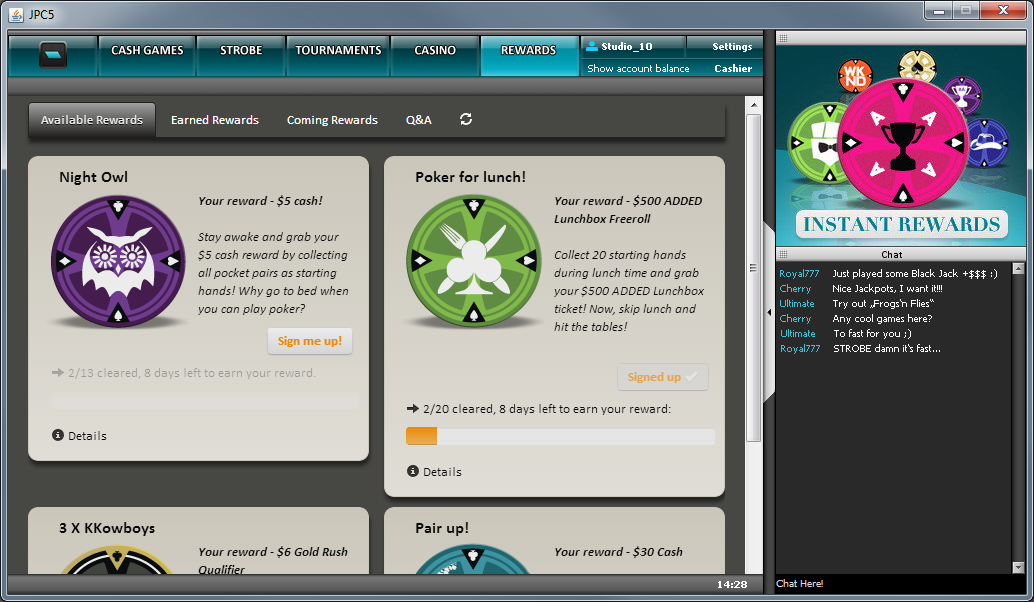 JPC5
CASH GAMES
STROBE
TOURNAMENTS
CASINO
REWARDS
Studio_10
Settings
Show account balance
Cashier
Available Rewards
Earned Rewards
Coming Rewards
Q&A
Night Owl
Your reward - $5 cash!
Stay awake and grab your
$5 cash reward by collecting
all pocket pairs as starting
hands! Why go to bed when
you can play poker?
Sign me up!
2/13 cleared, 8 days left to earn your reward.
Details
Poker for lunch!
Your reward - $500 ADDED
Lunchbox Freeroll
Collect 20 starting hands
during lunch time and grab
your $500 ADDED Lunchbox
ticket! Now, skip lunch and
hit the tables!
Signed up
2/20 cleared, 8 days left to earn your reward:
Details
3 X KKowboys
Your reward - $6 Gold Rush
Qualifier
Pair up!
Your reward - $30 Cash
14:28
WK
ND
AA
A A
A A
INSTANT REWARDS
Chat
Royal777 Just played some Black Jack +$$$ :)
Cherry Nice Jackpots, I want it!!!
Ultimate Try out „Frogs'n Flies“
Cherry Any cool games here?
Ultimate To fast for you ;)
Royal777 STROBE damn it's fast...
Chat Here!